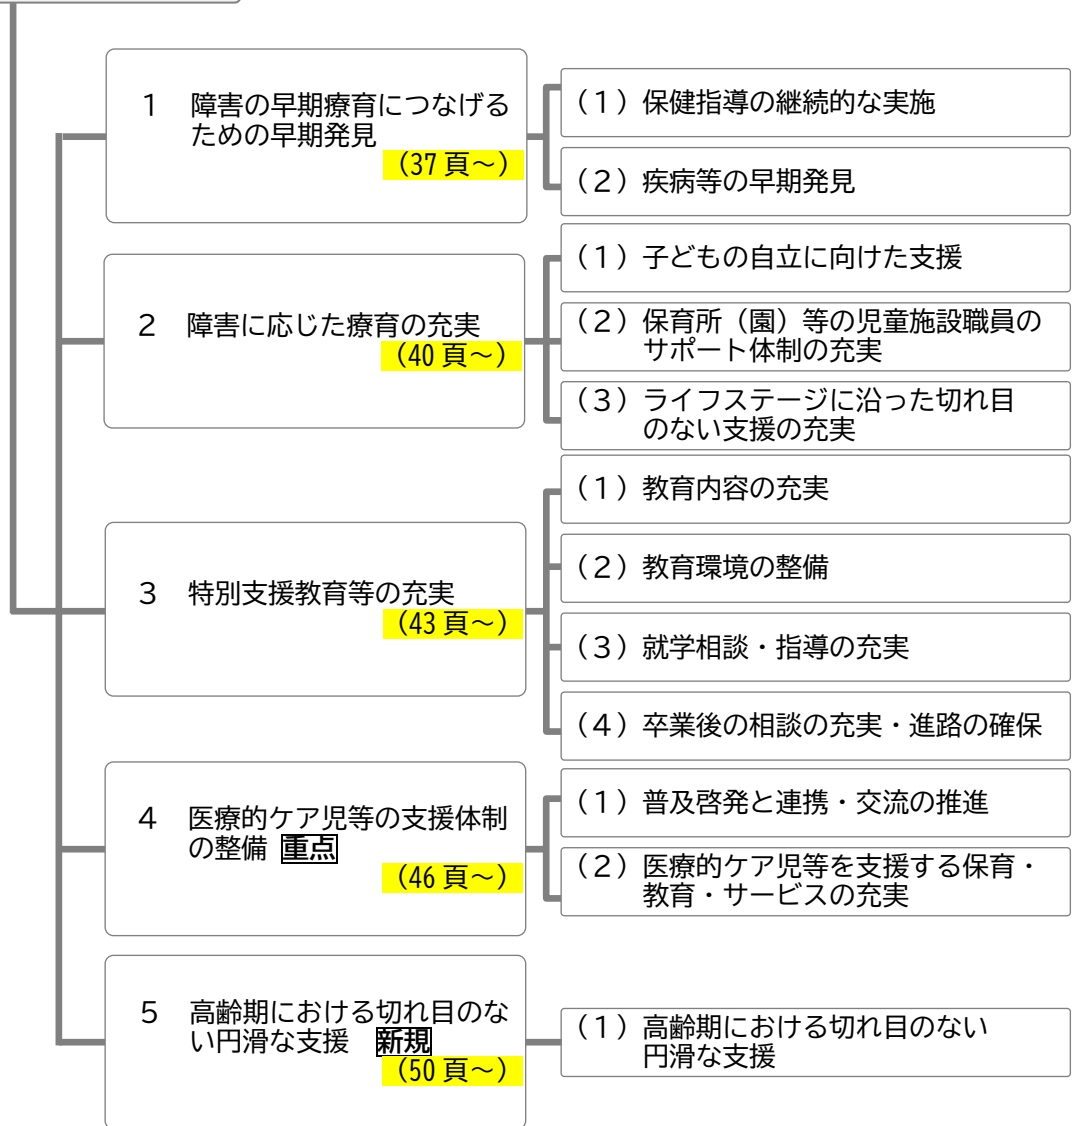 1 障害の早期療育につなげる
ための早期発見
(37頁~)
(1)保健指導の継続的な実施
(2)疾病等の早期発見
2 障害に応じた療育の充実
(40頁~)
(1)子どもの自立に向けた支援
(2)保育所(園)等の児童施設職員の
サポート体制の充実
(3)ライフステージに沿った切れ目
のない支援の充実
3 特別支援教育等の充実
(43頁~)
(1)教育内容の充実
(2)教育環境の整備
(3)就学相談・指導の充実
(4)卒業後の相談の充実・進路の確保
4 医療的ケア児等の支援体制
の整備 重点
(46頁~)
(1)普及啓発と連携・交流の推進
(2)医療的ケア児等を支援する保育・
教育・サービスの充実
5 高齢期における切れ目のな
い円滑な支援 新規
(50頁~)
(1)高齢期における切れ目のない
円滑な支援